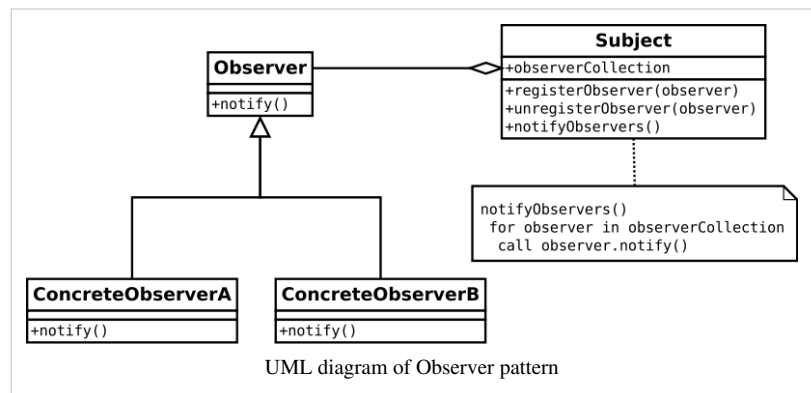 Observer
+notify()
Subject
+observerCollection
+registerObserver(observer)
+unregisterObserver(observer)
+notifyObservers()
notifyObservers()
for observer in observerCollection
call observer.notify()
ConcreteObserverA
+notify()
ConcreteObserverB
+notify()
UML diagram of Observer pattern